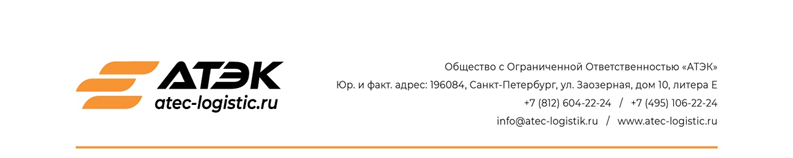 АТЭК
atec-logistic.ru
Общество с Ограниченной Ответственностью «АТЭК»
Юр. и факт. адрес: 196084, Санкт-Петербург, ул. Заозерная, дом 10, литера Е
+7 (812) 604-22-24 / +7 (495) 106-22-24
info@atec-logistik.ru / www.atec-logistic.ru